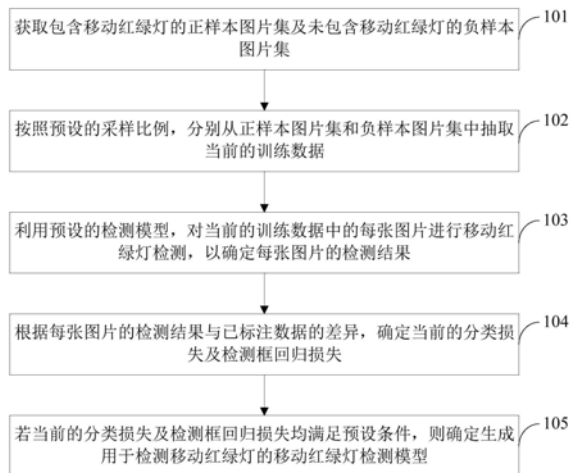 获取包含移动红绿灯的正样本图片集及未包含移动红绿灯的负样本
图片集
101
按照预设的采样比例，分别从正样本图片集和负样本图片集中抽取
当前的训练数据
102
利用预设的检测模型，对当前的训练数据中的每张图片进行移动红
绿灯检测，以确定每张图片的检测结果
103
根据每张图片的检测结果与已标注数据的差异，确定当前的分类损
失及检测框回归损失
104
若当前的分类损失及检测框回归损失均满足预设条件，则确定生成
用于检测移动红绿灯的移动红绿灯检测模型
105